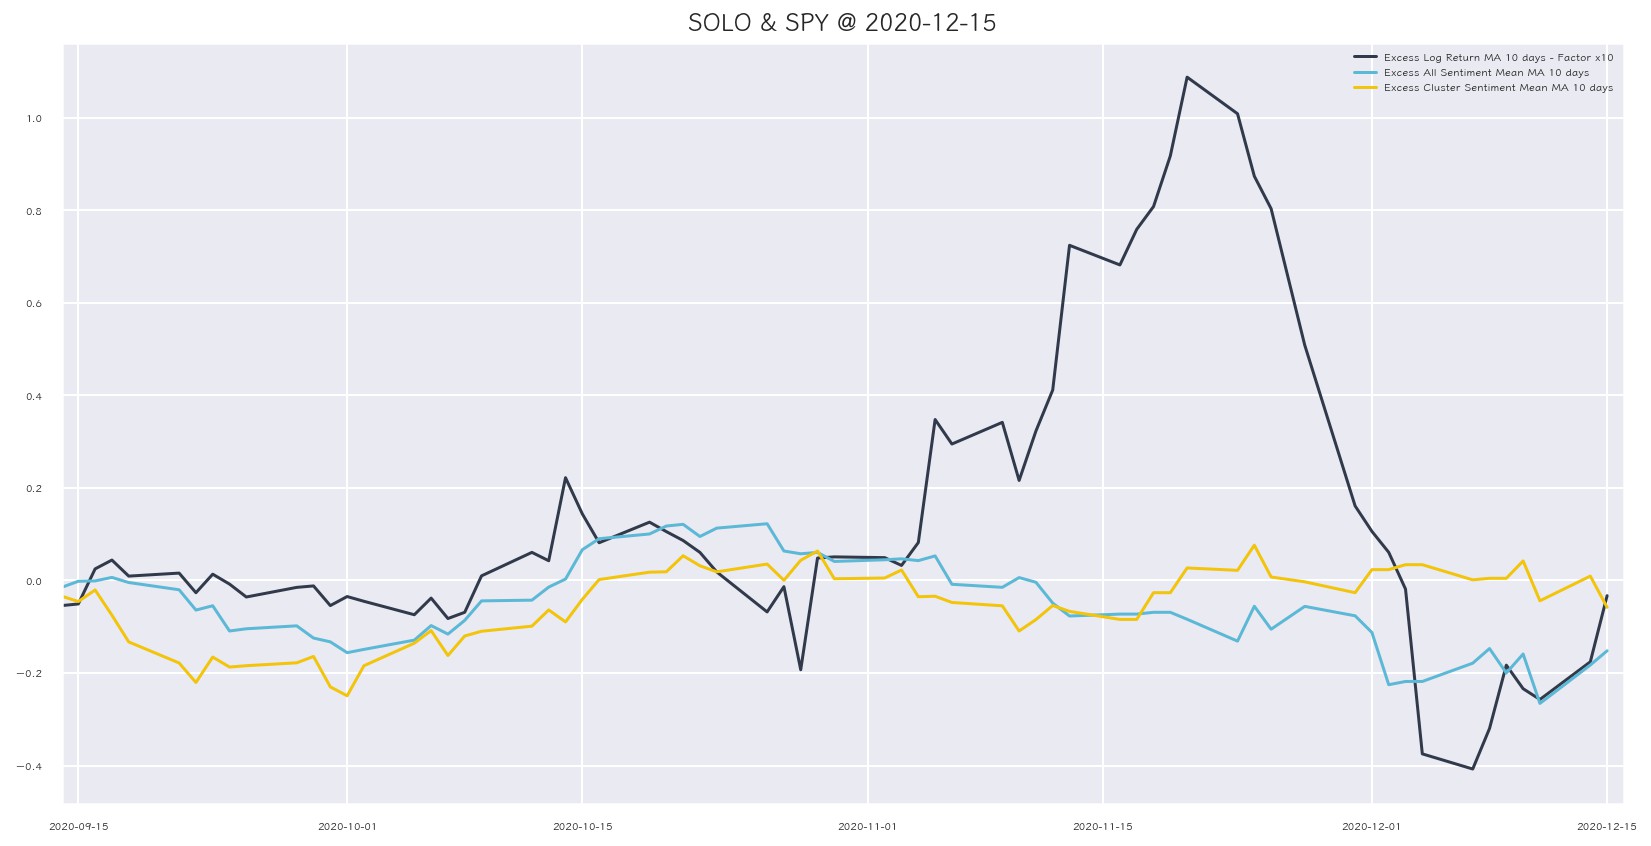 SOLO & SPY @ 2020-12-15
Excess Log Return MA 10 days - Factor x10
Excess All Sentiment Mean MA 10 days
Excess Cluster Sentiment Mean MA 10 days
1.0
0.8
0.6
0.4
0.2
0.0
−0.2
−0.4
2020-09-15 2020-10-01 2020-10-15 2020-11-01 2020-11-15 2020-12-01 2020-12-15